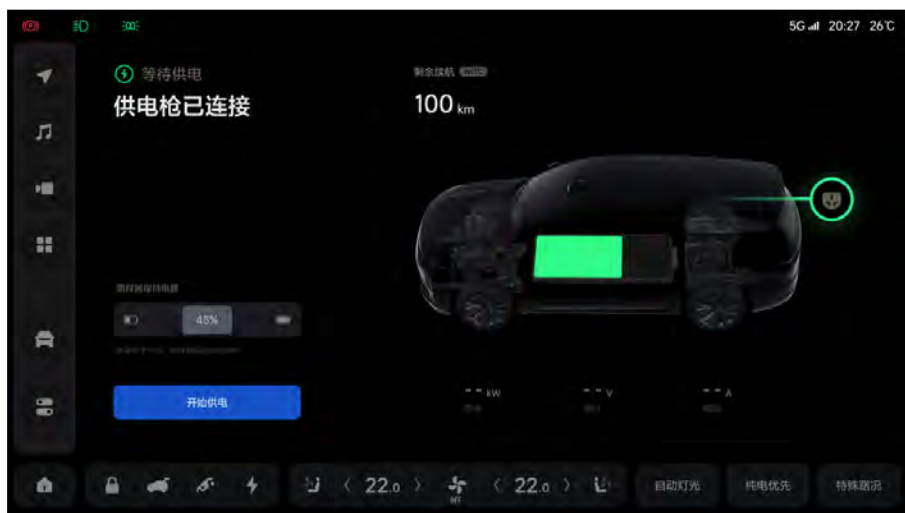 5G 20:27 26℃
等待供电
供电枪已连接
剩余续航
100 km
45%
开始供电
-- kW
-- V
-- A
22.0
OFF
22.0
自动灯光
纯电优先
特殊路况